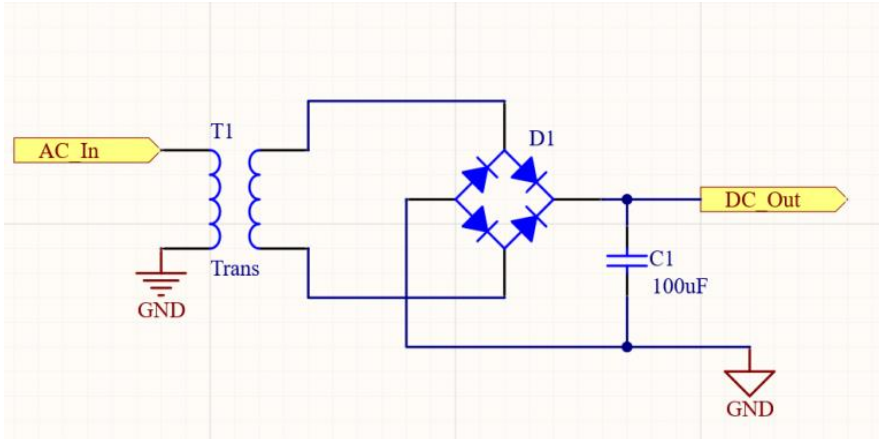 T1
D1
AC_In
DC_Out
Trans
C1
100uF
GND
GND